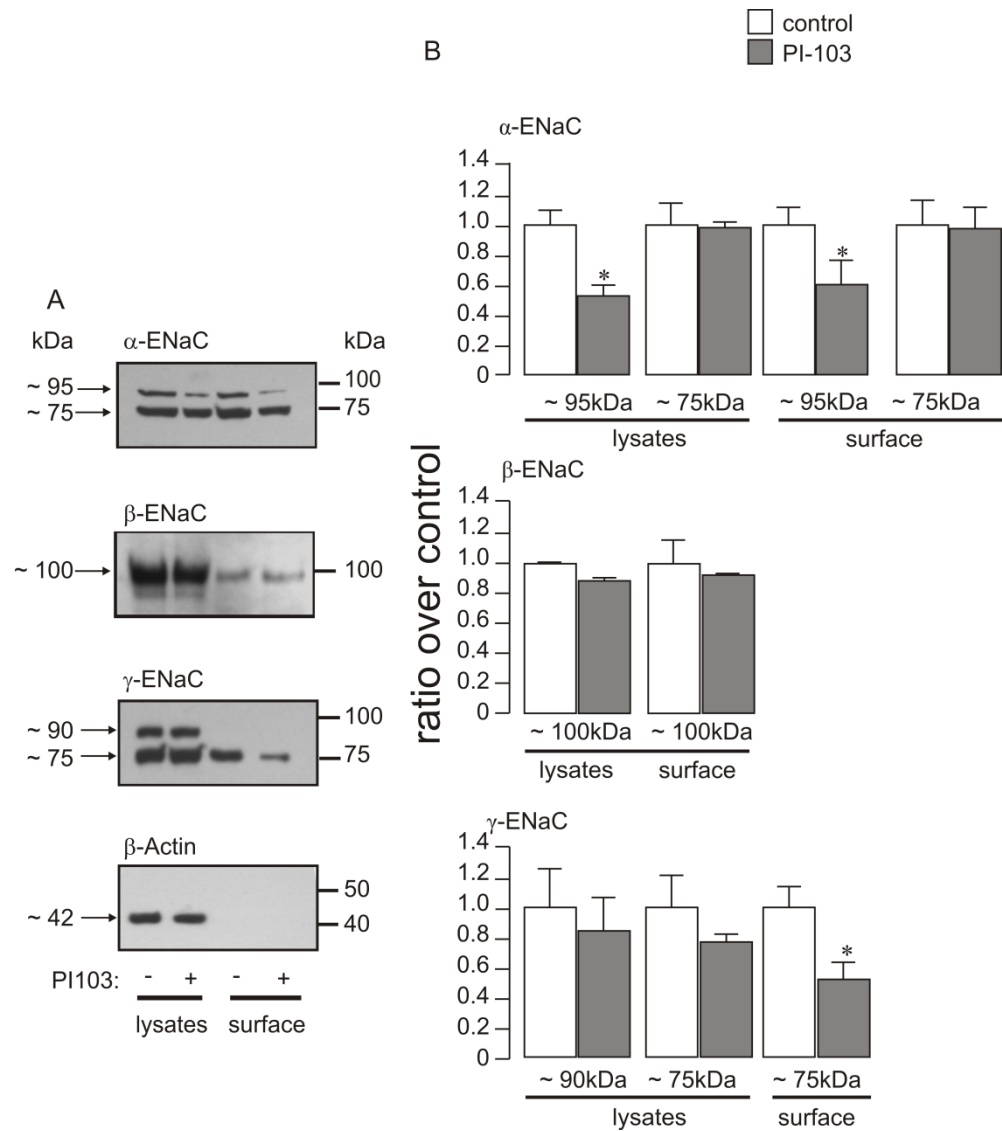 control
PI-103
B
α-ENaC
1.4
1.2
1.0
0.8
0.6
0.4
0.2
0
*
*
~ 95kDa ~ 75kDa ~ 95kDa ~ 75kDa
lysates surface
A
kDa α-ENaC kDa
~ 95 100
~ 75 75
β-ENaC
~ 100 100
γ-ENaC
~ 90 100
~ 75 75
β-Actin
50
~ 42 40
PI103: - + - +
lysates surface
ratio over control
β-ENaC
1.4
1.2
1.0
0.8
0.6
0.4
0.2
0
~ 100kDa ~ 100kDa
lysates surface
γ-ENaC
1.4
1.2
1.0
0.8
0.6
0.4
0.2
0
*
~ 90kDa ~ 75kDa ~ 75kDa
lysates surface